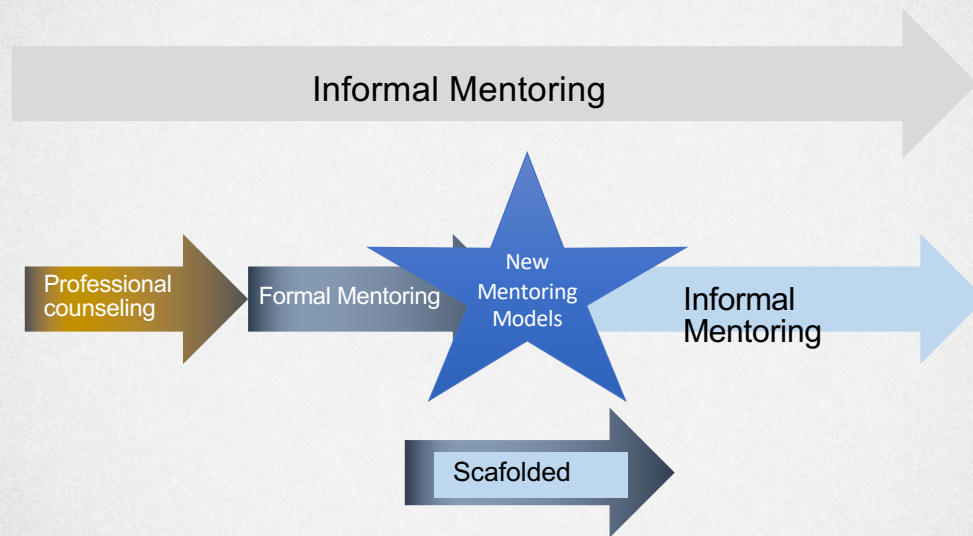 Informal Mentoring
Professional
counseling
Formal Mentoring
New
Mentoring
Models
Informal
Mentoring
Scafolded